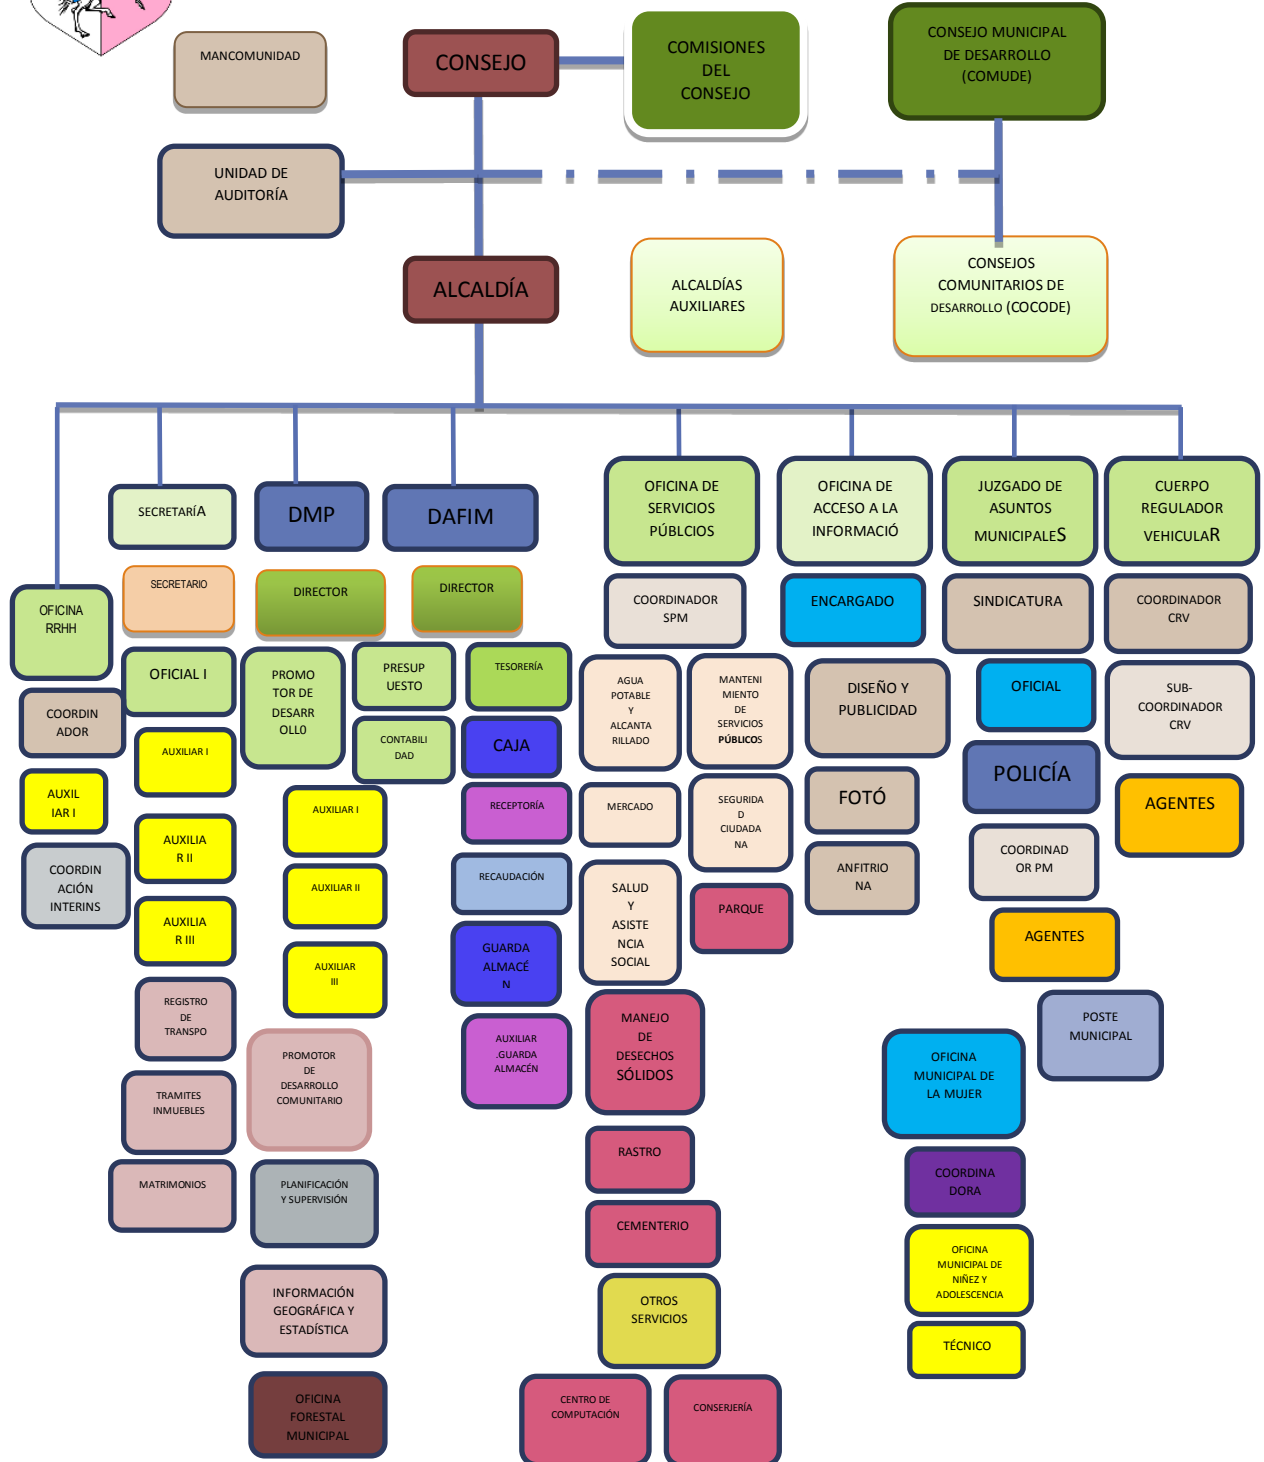 MANCOMUNIDAD
CONSEJO
COMISIONES
DEL
CONSEJO
CONSEJO MUNICIPAL
DE DESARROLLO
(COMUDE)
UNIDAD DE
AUDITORÍA
ALCALDÍA
ALCALDÍAS
AUXILIARES
CONSEJOS
COMUNITARIOS DE
DESARROLLO (COCODE)
OFICINA
RRHH
COORDIN
ADOR
AUXIL
IAR I
COORDIN
ACIÓN
INTERINS
SECRETARÍA
SECRETARIO
OFICIAL I
AUXILIAR I
AUXILIA
R II
AUXILIA
R III
REGISTRO
DE
TRANSPO
TRAMITES
INMUEBLES
MATRIMONIOS
DMP
DIRECTOR
PROMO
TOR DE
DESARR
OLL0
AUXILIAR I
AUXILIAR II
AUXILIAR
III
PROMOTOR
DE
DESARROLLO
COMUNITARIO
PLANIFICACIÓN
Y SUPERVISIÓN
INFORMACIÓN
GEOGRÁFICA Y
ESTADÍSTICA
OFICINA
FORESTAL
MUNICIPAL
DAFIM
DIRECTOR
PRESUP
UESTO
CONTABILI
DAD
TESORERÍA
CAJA
RECEPTORÍA
RECAUDACIÓN
GUARDA
ALMACÉ
N
AUXILIAR
.GUARDA
ALMACÉN
OFICINA DE
SERVICIOS
PÚBLCIOS
COORDINADOR
SPM
AGUA
POTABLE
Y
ALCANTA
RILLADO
MANTENI
MIENTO
DE
SERVICIOS
PÚBLICOS
MERCADO
SEGURIDA
D
CIUDADA
NA
SALUD
Y
ASISTE
NCIA
SOCIAL
PARQUE
MANEJO
DE
DESECHOS
SÓLIDOS
RASTRO
CEMENTERIO
OTROS
SERVICIOS
CENTRO DE
COMPUTACIÓN
CONSERJERÍA
OFICINA DE
ACCESO A LA
INFORMACIÓ
ENCARGADO
DISEÑO Y
PUBLICIDAD
FOTÓ
ANFITRIO
NA
JUZGADO DE
ASUNTOS
MUNICIPALES
SINDICATURA
OFICIAL
POLICÍA
COORDINAD
OR PM
AGENTES
POSTE
MUNICIPAL
OFICINA
MUNICIPAL DE
LA MUJER
COORDINA
DORA
OFICINA
MUNICIPAL DE
NIÑEZ Y
ADOLESCENCIA
TÉCNICO
CUERPO
REGULADOR
VEHICULAR
COORDINADOR
CRV
SUB-
COORDINADOR
CRV
AGENTES